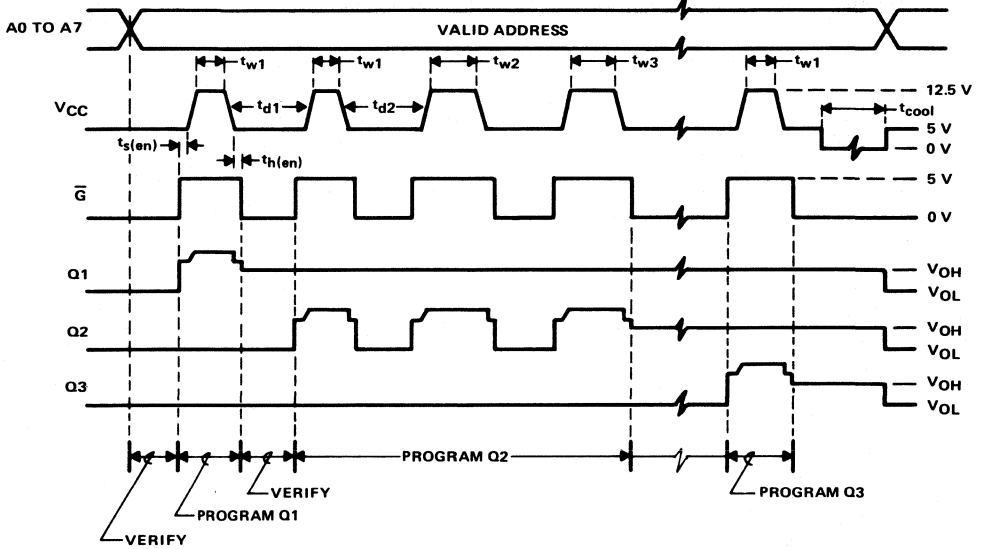 A0 TO A7
VALID ADDRESS
tw1
tw1
tw2
tw3
tw1
12.5 V
VCC
td1
td2
tcool
5 V
0 V
ts(en)
th(en)
G
5 V
0 V
Q1
VOH
VOL
Q2
VOH
VOL
Q3
VOH
VOL
PROGRAM Q2
VERIFY
PROGRAM Q3
PROGRAM Q1
VERIFY